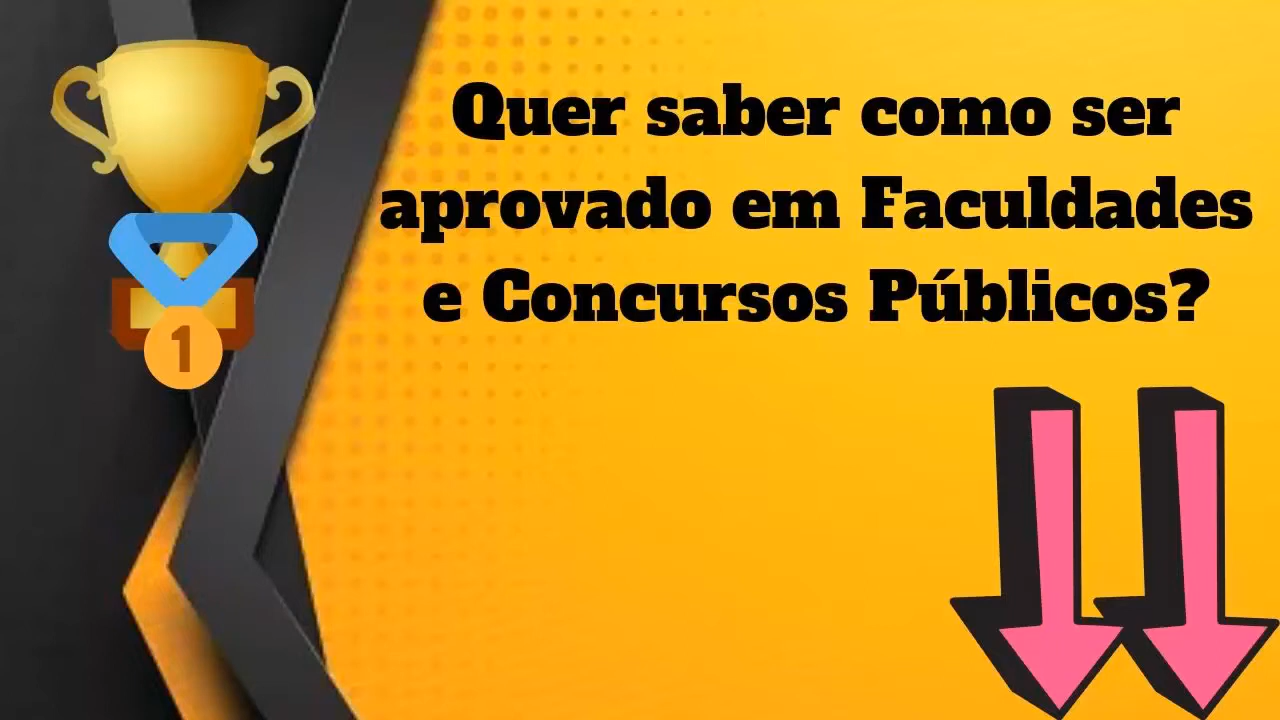 Quer saber como ser
aprovado em Faculdades
e Concursos Públicos?
1